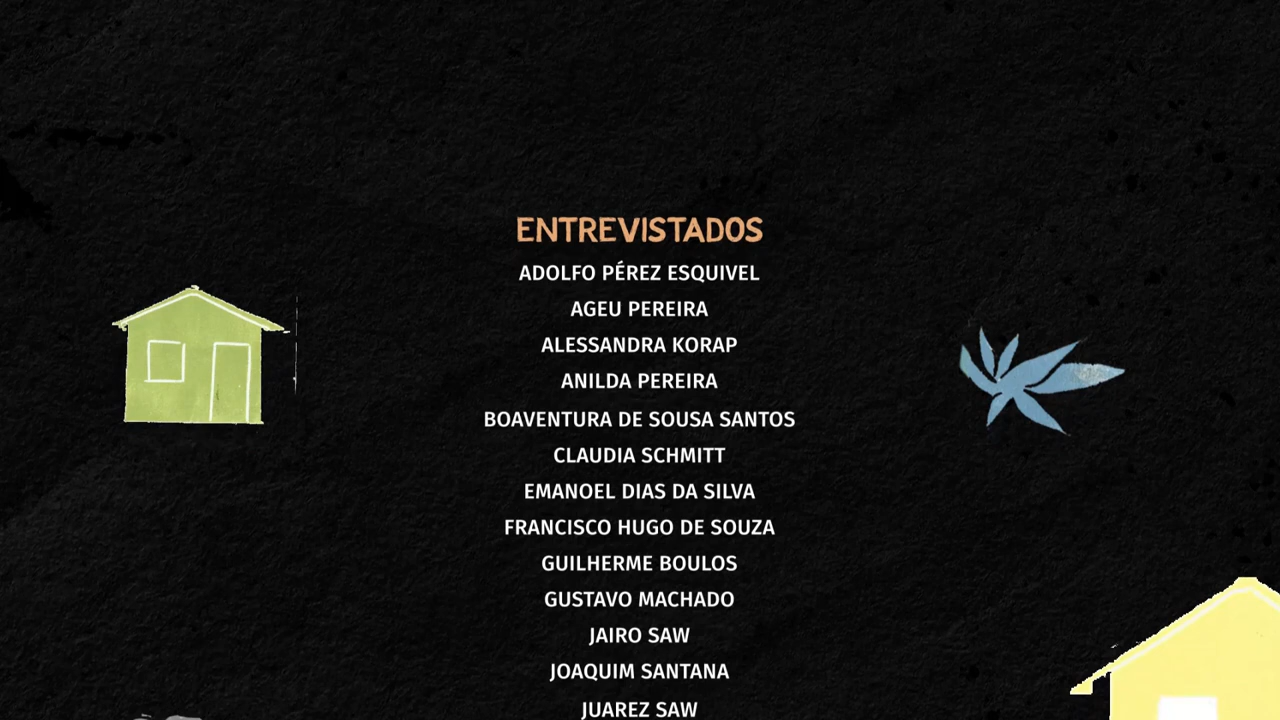 ENTREVISTADOS
ADOLFO PÉREZ ESQUIVEL
AGEU PEREIRA
ALESSANDRA KORAP
ANILDA PEREIRA
BOAVENTURA DE SOUSA SANTOS
CLAUDIA SCHMITT
EMANOEL DIAS DA SILVA
FRANCISCO HUGO DE SOUZA
GUILHERME BOULOS
GUSTAVO MACHADO
JAIRO SAW
JOAQUIM SANTANA
JUAREZ SAW